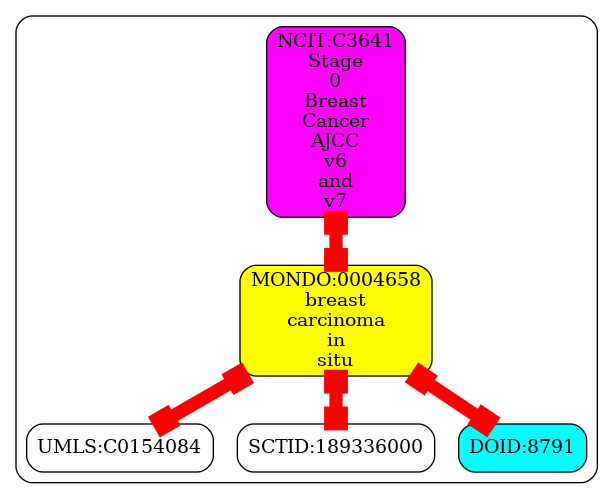 NCIT:C3641
Stage
0
Breast
Cancer
AJCC
v6
and
v7
MONDO:0004658
breast
carcinoma
in
situ
UMLS:C0154084
SCTID:189336000
DOID:8791